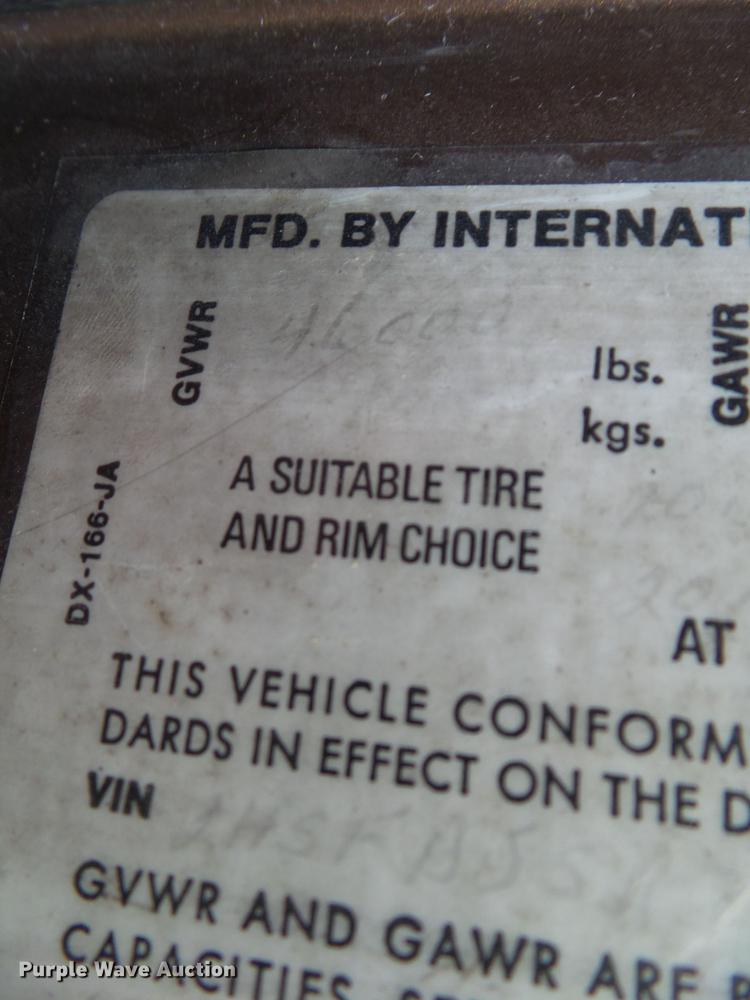 MFD. BY INTERNAT
GVWR
lbs.
kgs.
GAWR
A SUITABLE TIRE
AND RIM CHOICE
DX-166-JA
AT
THIS VEHICLE CONFORM
DARDS IN EFFECT ON THE D
VIN
GVWR AND GAWR ARE
CAPACITIES
Purple Wave Auction